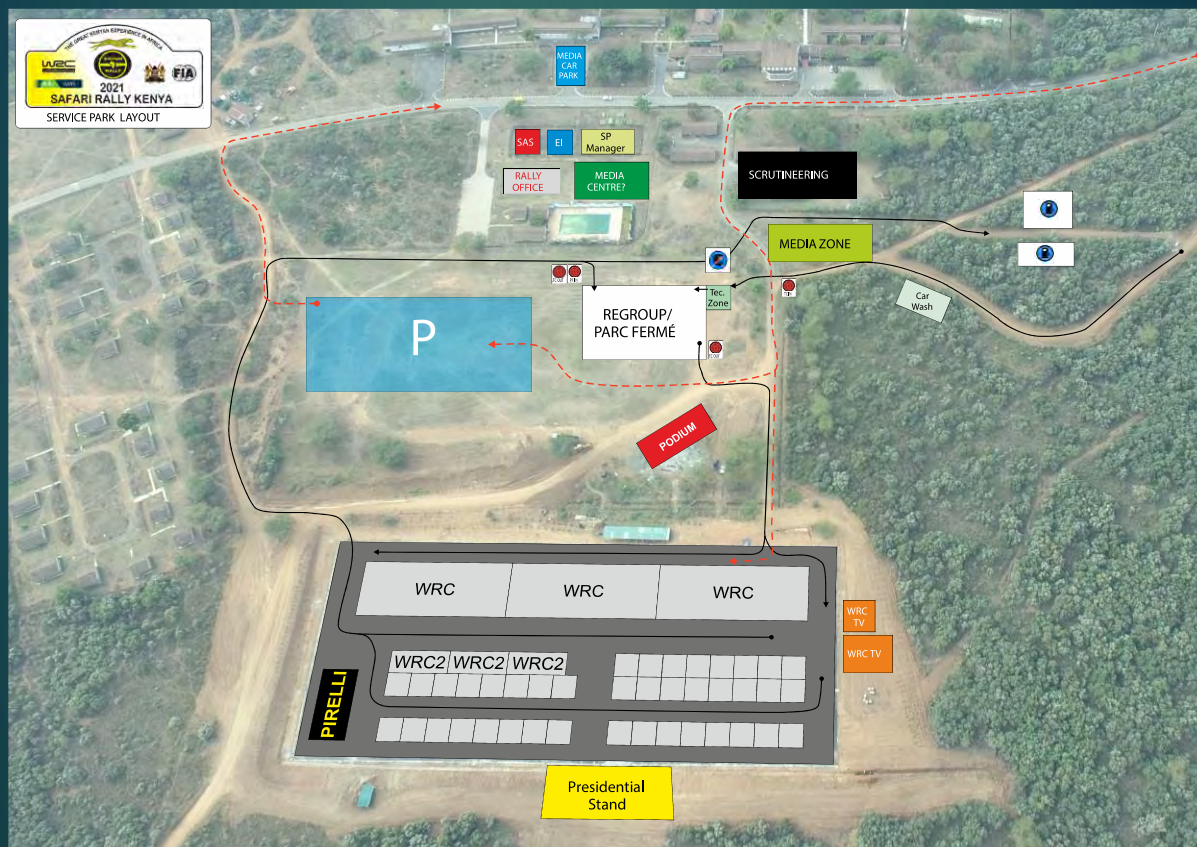 THE GREAT KENYAN EXPERIENCE IN AFRICA
WRC
FIA
2021
SAFARI RALLY KENYA
SERVICE PARK LAYOUT
MEDIA
CAR
PARK
SAS
EI
SP
Manager
RALLY
OFFICE
MEDIA
CENTRE?
SCRUTINEERING
MEDIA ZONE
Tec.
Zone
Car
Wash
P
REGROUP/
PARC FERMÉ
PODIUM
WRC
WRC
WRC
WRC
TV
WRC TV
WRC2
WRC2
WRC2
PIRELLI
Presidential
Stand